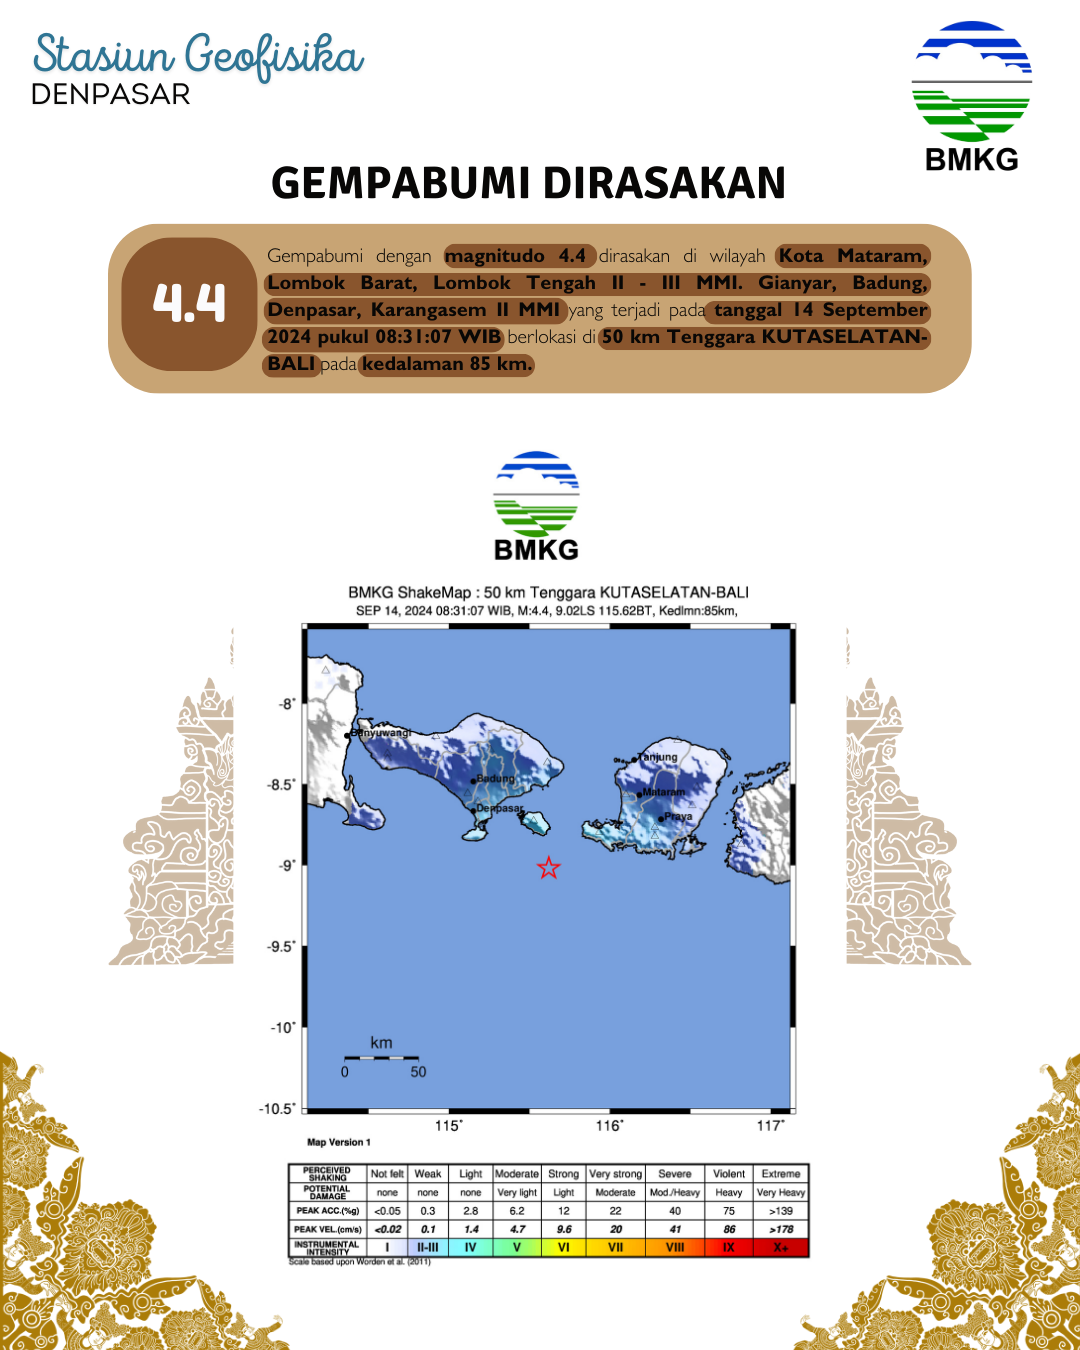 Stasiun Geofisika
DENPASAR
BMKG
GEMPABUMI DIRASAKAN
4.4
Gempabumi dengan magnitudo 4.4 dirasakan di wilayah Kota Mataram,
Lombok Barat, Lombok Tengah II - III MMI. Gianyar, Badung,
Denpasar, Karangasem II MMI yang terjadi pada tanggal 14 September
2024 pukul 08:31:07 WIB berlokasi di 50 km Tenggara KUTASELATAN-
BALI pada kedalaman 85 km.
BMKG
BMKG ShakeMap : 50 km Tenggara KUTASELATAN-BALI
SEP 14, 2024 08:31:07 WIB, M:4.4, 9.02LS 115.62BT, Kedlmn:85km,
-8°
Banyuwangi
Tanjung
Badung
-8.5°
Mataram
Denpasar
Praya
-9°
-9.5°
-10°
km
0 50
-10.5°
115° 116° 117°
Map Version 1
PERCEIVED SHAKING Not felt Weak Light Moderate Strong Very strong Severe Violent Extreme
POTENTIAL DAMAGE none none none Very light Light Moderate Mod./Heavy Heavy Very Heavy
PEAK ACC.(%g) <0.05 0.3 2.8 6.2 12 22 40 75 >139
PEAK VEL.(cm/s) <0.02 0.1 1.4 4.7 9.6 20 41 86 >178
INSTRUMENTAL INTENSITY I II-III IV V VI VII VIII IX X+
Scale based upon Worden et al. (2011)